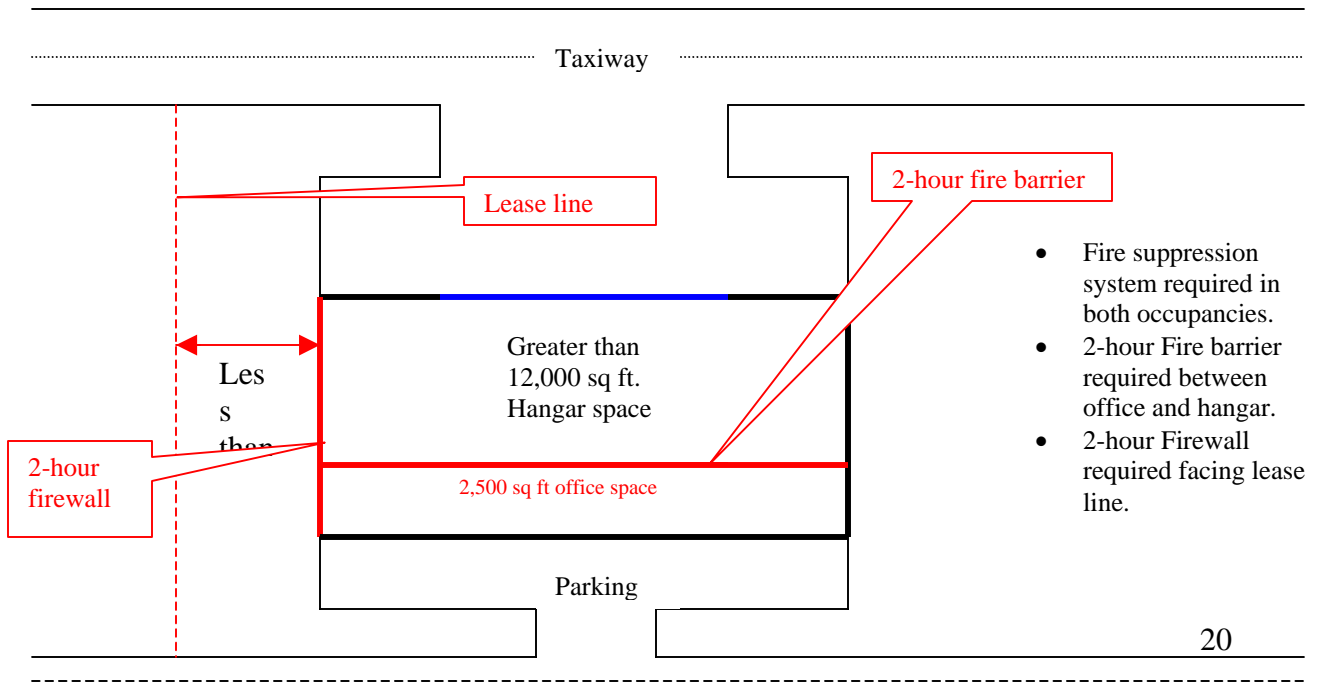 Taxiway
2-hour fire barrier
Lease line
• Fire suppression
system required in
both occupancies.
• 2-hour Fire barrier
required between
office and hangar.
• 2-hour Firewall
required facing lease
line.
Greater than
12,000 sq ft.
Hangar space
Les
s
than
2-hour
firewall
2,500 sq ft office space
Parking
20